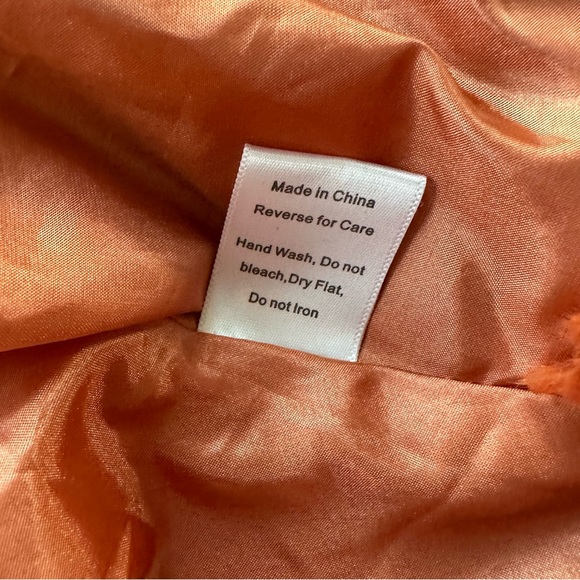 Made in China
Reverse for Care
Hand Wash, Do not
bleach,Dry Flat,
Do not Iron